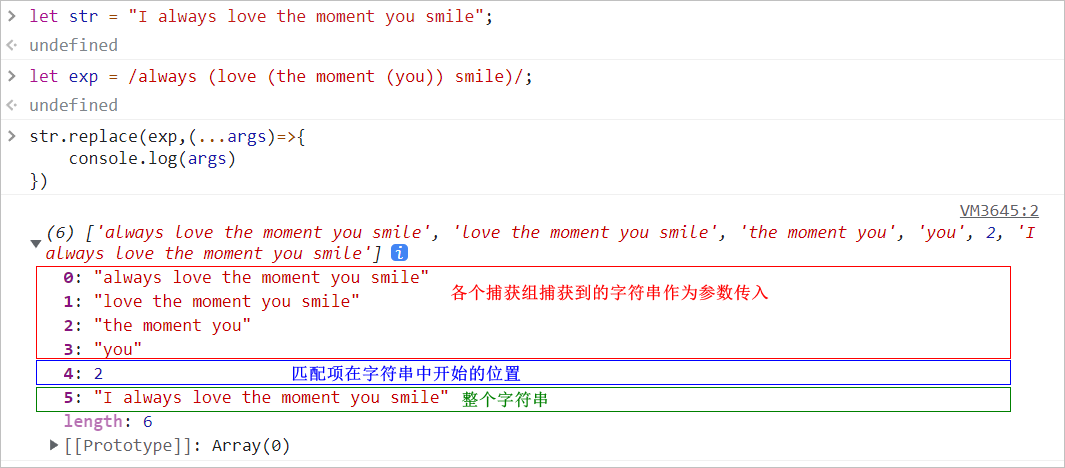 let str = "I always love the moment you smile";
undefined
let exp = /always (love (the moment (you)) smile)/;
undefined
str.replace(exp,(...args)=>{
console.log(args)
})
VM3645:2
(6) ['always love the moment you smile', 'love the moment you smile', 'the moment you', 'you', 2, 'I
always love the moment you smile'] i
0: "always love the moment you smile"
各个捕获组捕获到的字符串作为参数传入
1: "love the moment you smile"
2: "the moment you"
3: "you"
4: 2 匹配项在字符串中开始的位置
5: "I always love the moment you smile" 整个字符串
length: 6
[[Prototype]]: Array(0)